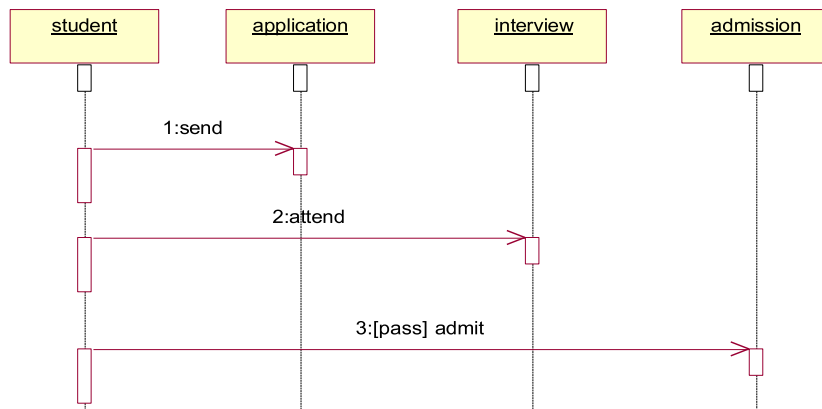 student
application
interview
admission
1:send
2:attend
3:[pass] admit